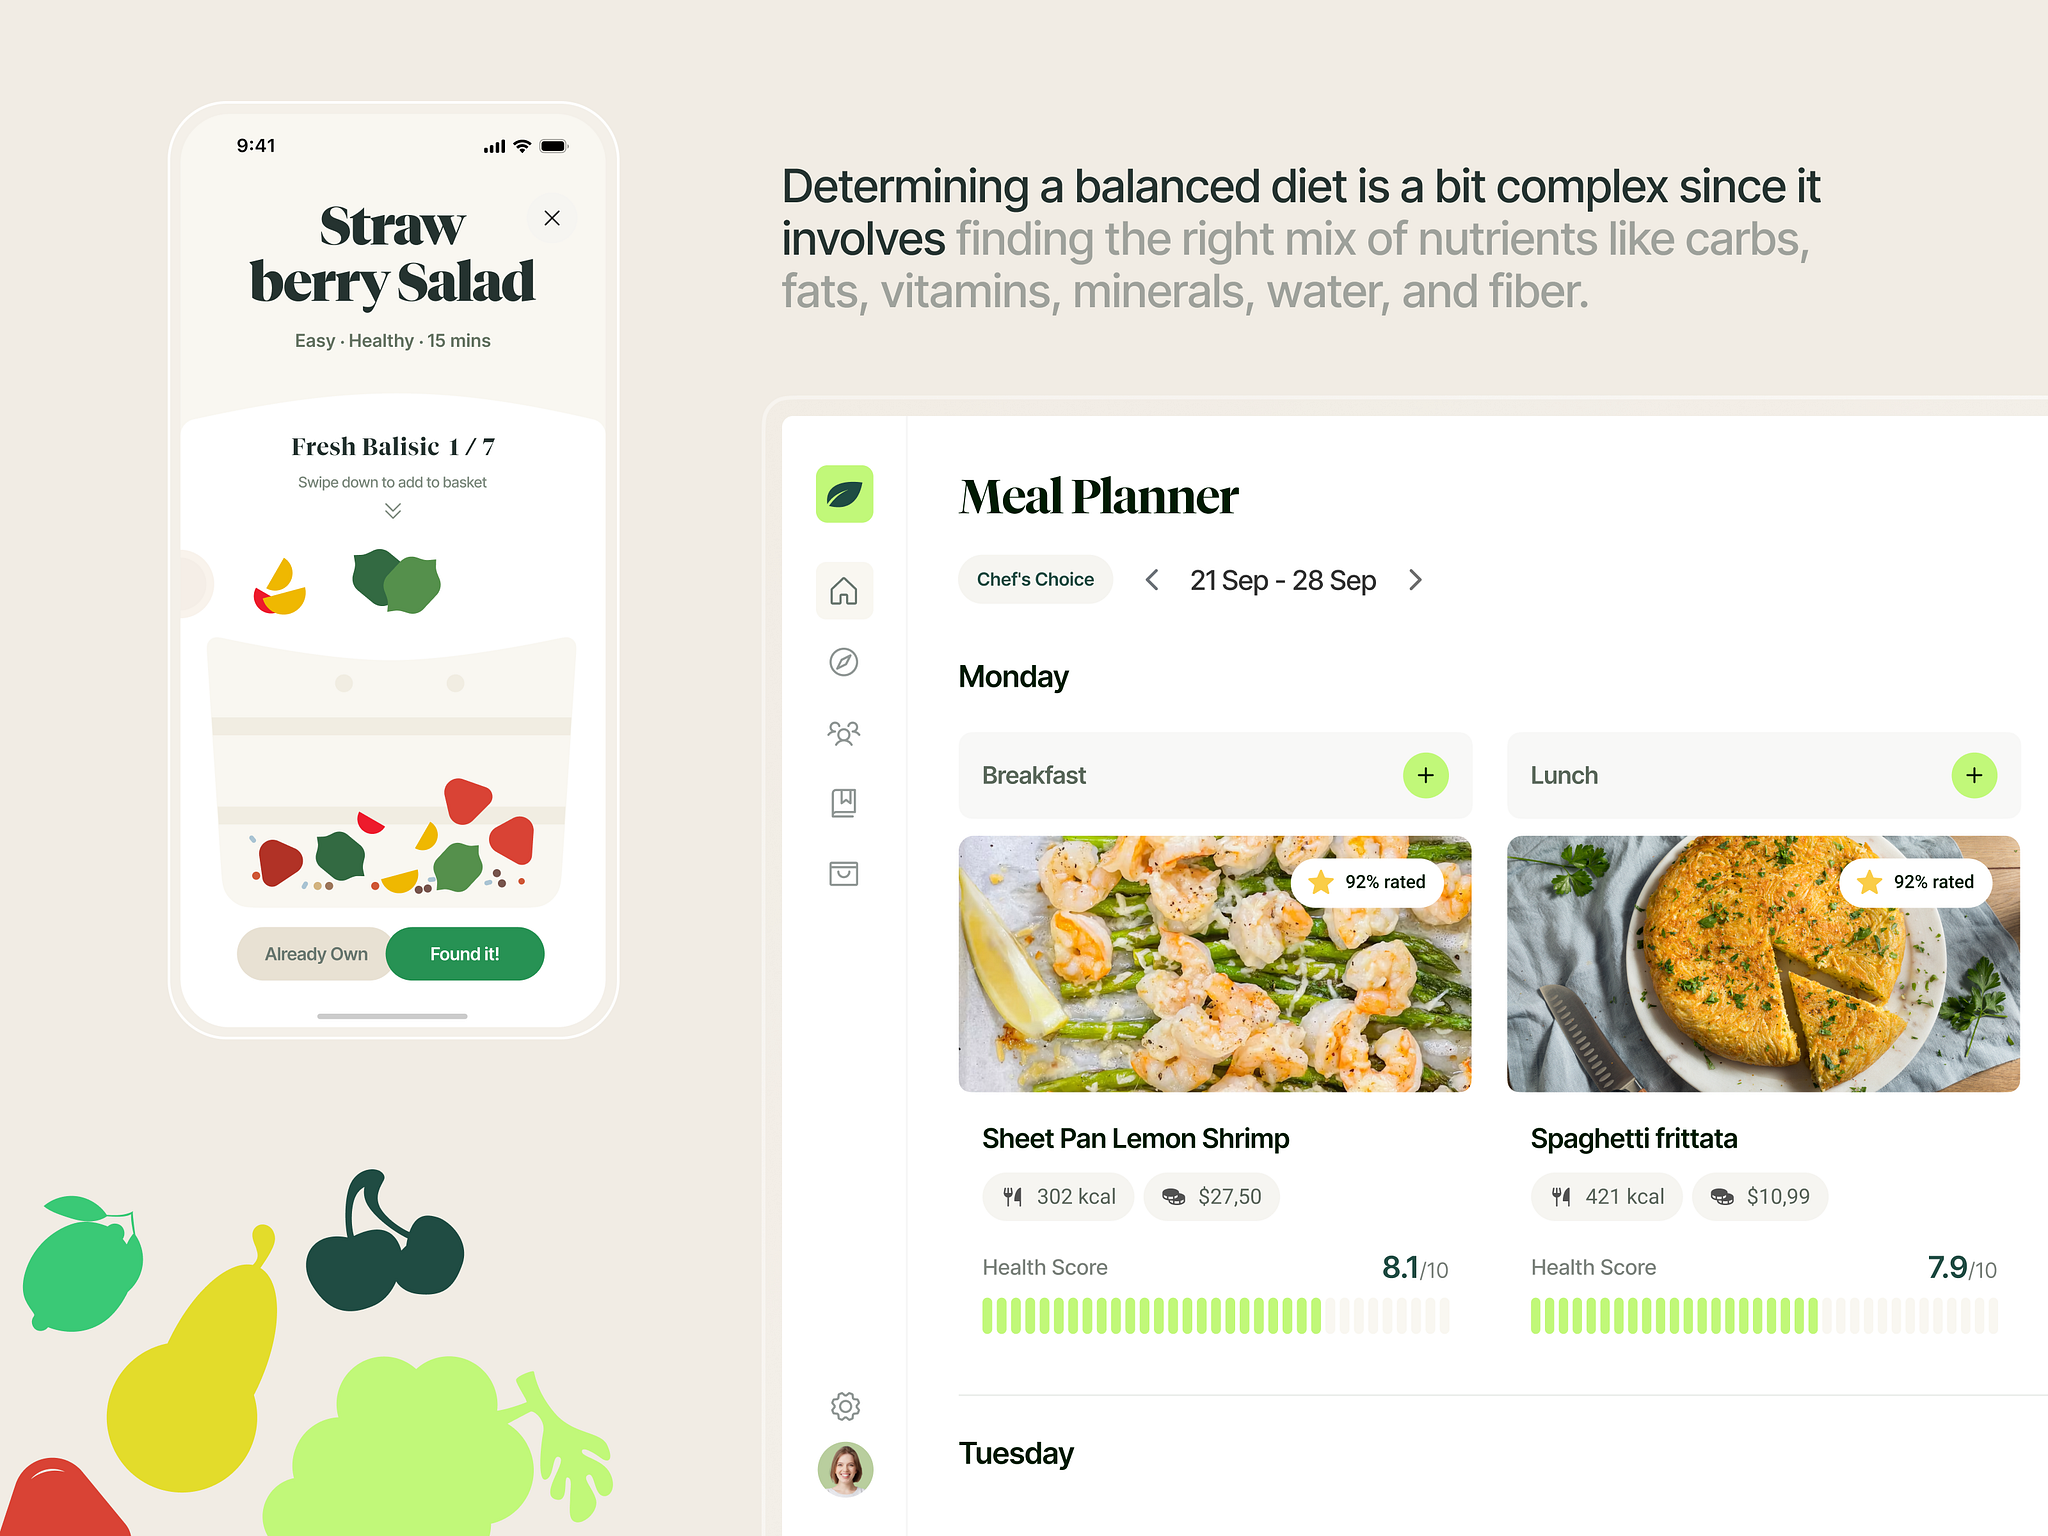 9:41
Straw
berry Salad
Easy · Healthy · 15 mins
Fresh Balisic 1 / 7
Swipe down to add to basket
Already Own
Found it!
Determining a balanced diet is a bit complex since it
involves finding the right mix of nutrients like carbs,
fats, vitamins, minerals, water, and fiber.
Meal Planner
Chef's Choice
21 Sep - 28 Sep
Monday
Breakfast
+
Lunch
+
92% rated
92% rated
Sheet Pan Lemon Shrimp
302 kcal
$27,50
Health Score
8.1/10
Spaghetti frittata
421 kcal
$10,99
Health Score
7.9/10
Tuesday